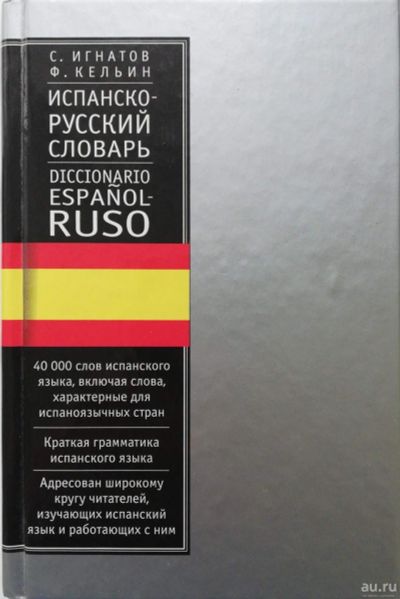 С. ИГНАТОВ
Ф. КЕЛЬИН
ИСПАНСКО-
РУССКИЙ
СЛОВАРЬ
DICCIONARIO
ESPAÑOL-
RUSO
40 000 слов испанского
языка, включая слова,
характерные для
испаноязычных стран
Краткая грамматика
испанского языка
Адресован широкому
кругу читателей,
изучающих испанский
язык и работающих с ним
au.ru